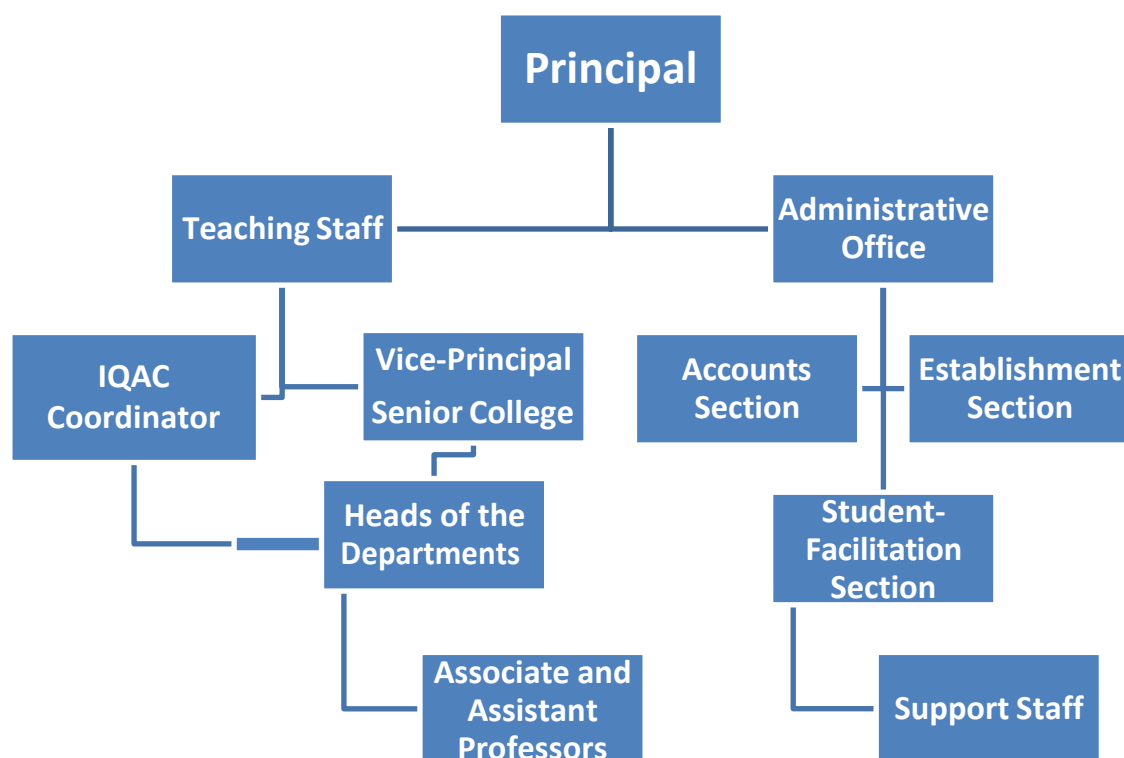 Principal
Teaching Staff
Administrative
Office
IQAC
Coordinator
Vice-Principal
Senior College
Accounts
Section
Establishment
Section
Heads of the
Departments
Student-
Facilitation
Section
Associate and
Assistant
Professors
Support Staff